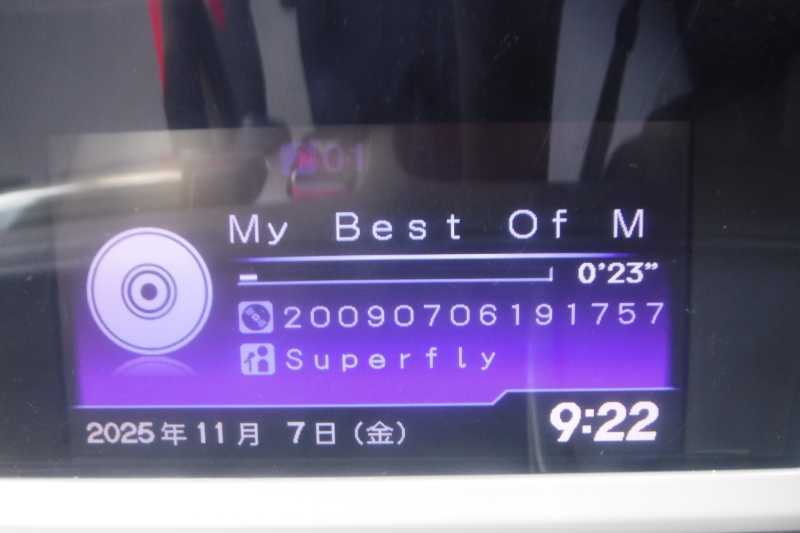 01
My Best Of M
0'23"
20090706191757
Superfly
2025年11月 7日（金）
9:22